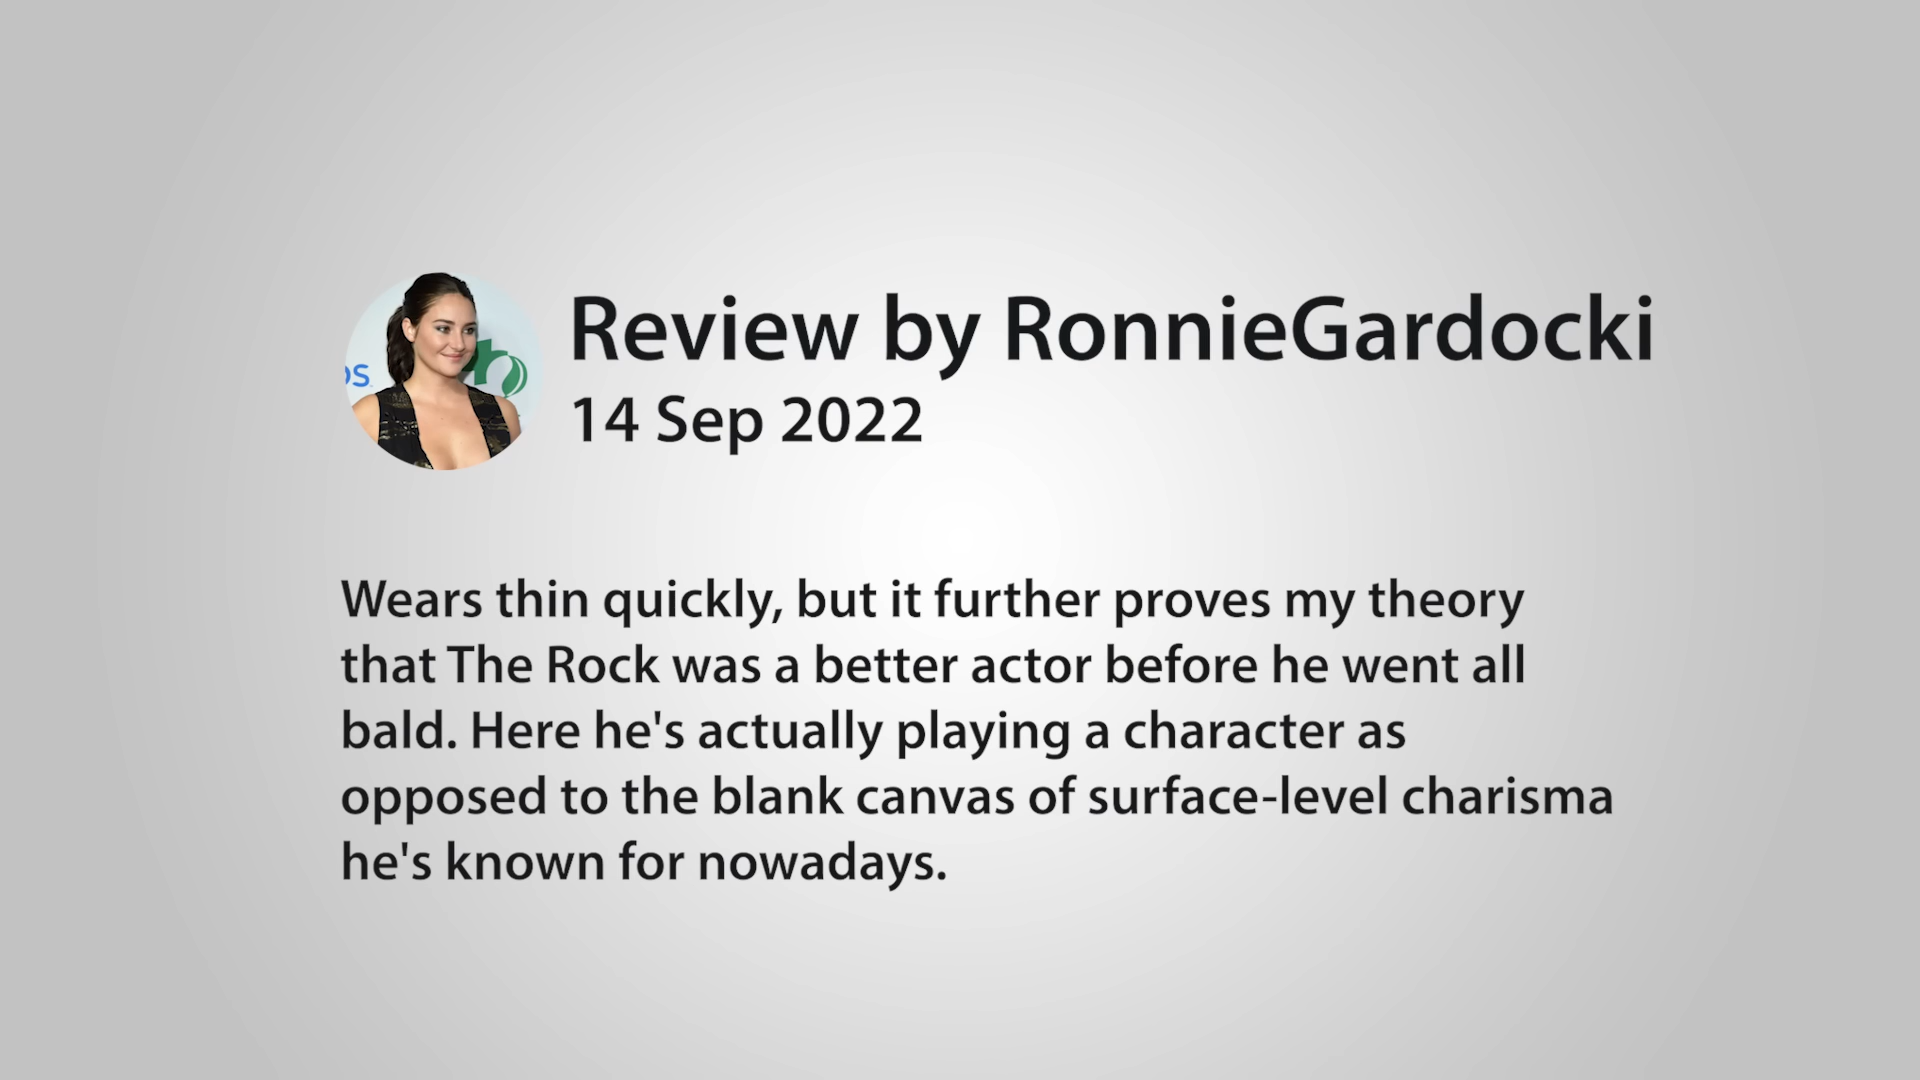 Review by RonnieGardocki
14 Sep 2022
Wears thin quickly, but it further proves my theory
that The Rock was a better actor before he went all
bald. Here he's actually playing a character as
opposed to the blank canvas of surface-level charisma
he's known for nowadays.